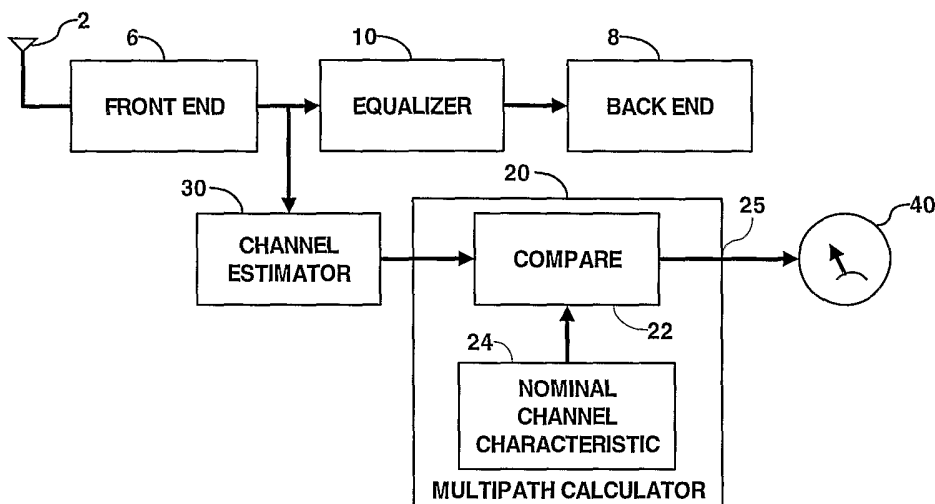 2
6
FRONT END
10
EQUALIZER
8
BACK END
30
CHANNEL
ESTIMATOR
20
COMPARE
22
25
40
24
NOMINAL
CHANNEL
CHARACTERISTIC
MULTIPATH CALCULATOR